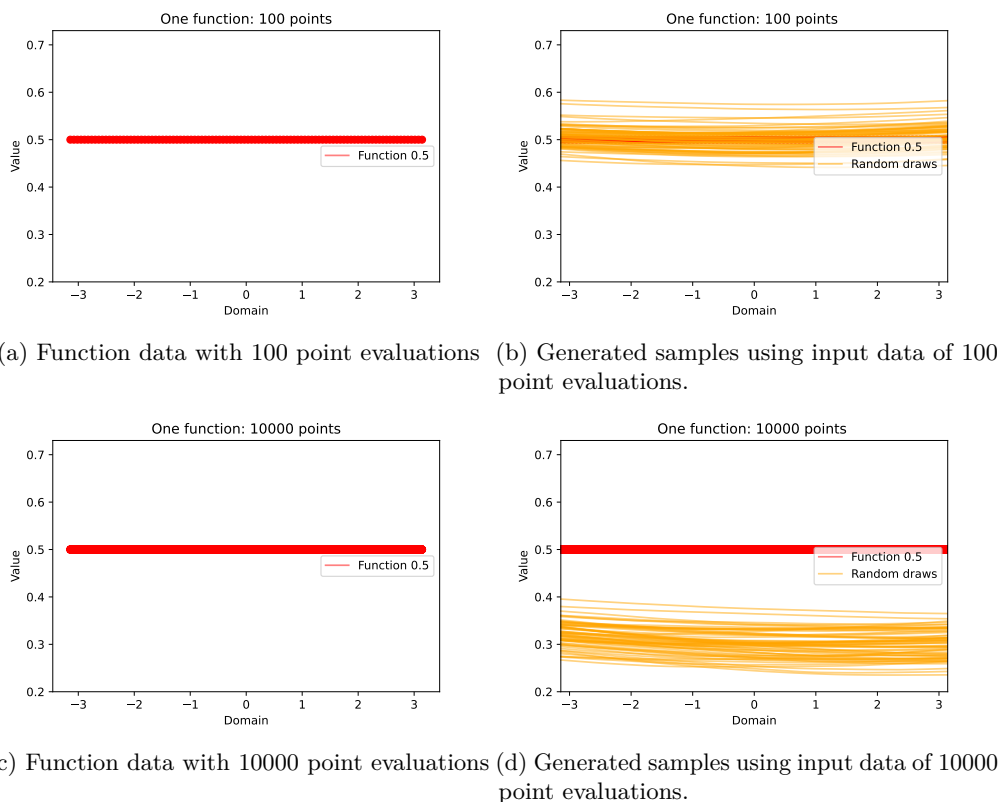 One function: 100 points
0.7
0.6
0.5
0.4
0.3
0.2
Value
Function 0.5
−3 −2 −1 0 1 2 3
Domain
One function: 100 points
0.7
0.6
0.5
0.4
0.3
0.2
Value
Function 0.5
Random draws
−3 −2 −1 0 1 2 3
Domain
(a) Function data with 100 point evaluations
(b) Generated samples using input data of 100
point evaluations.
One function: 10000 points
0.7
0.6
0.5
0.4
0.3
0.2
Value
Function 0.5
−3 −2 −1 0 1 2 3
Domain
One function: 10000 points
0.7
0.6
0.5
0.4
0.3
0.2
Value
Function 0.5
Random draws
−3 −2 −1 0 1 2 3
Domain
c) Function data with 10000 point evaluations
(d) Generated samples using input data of 10000
point evaluations.